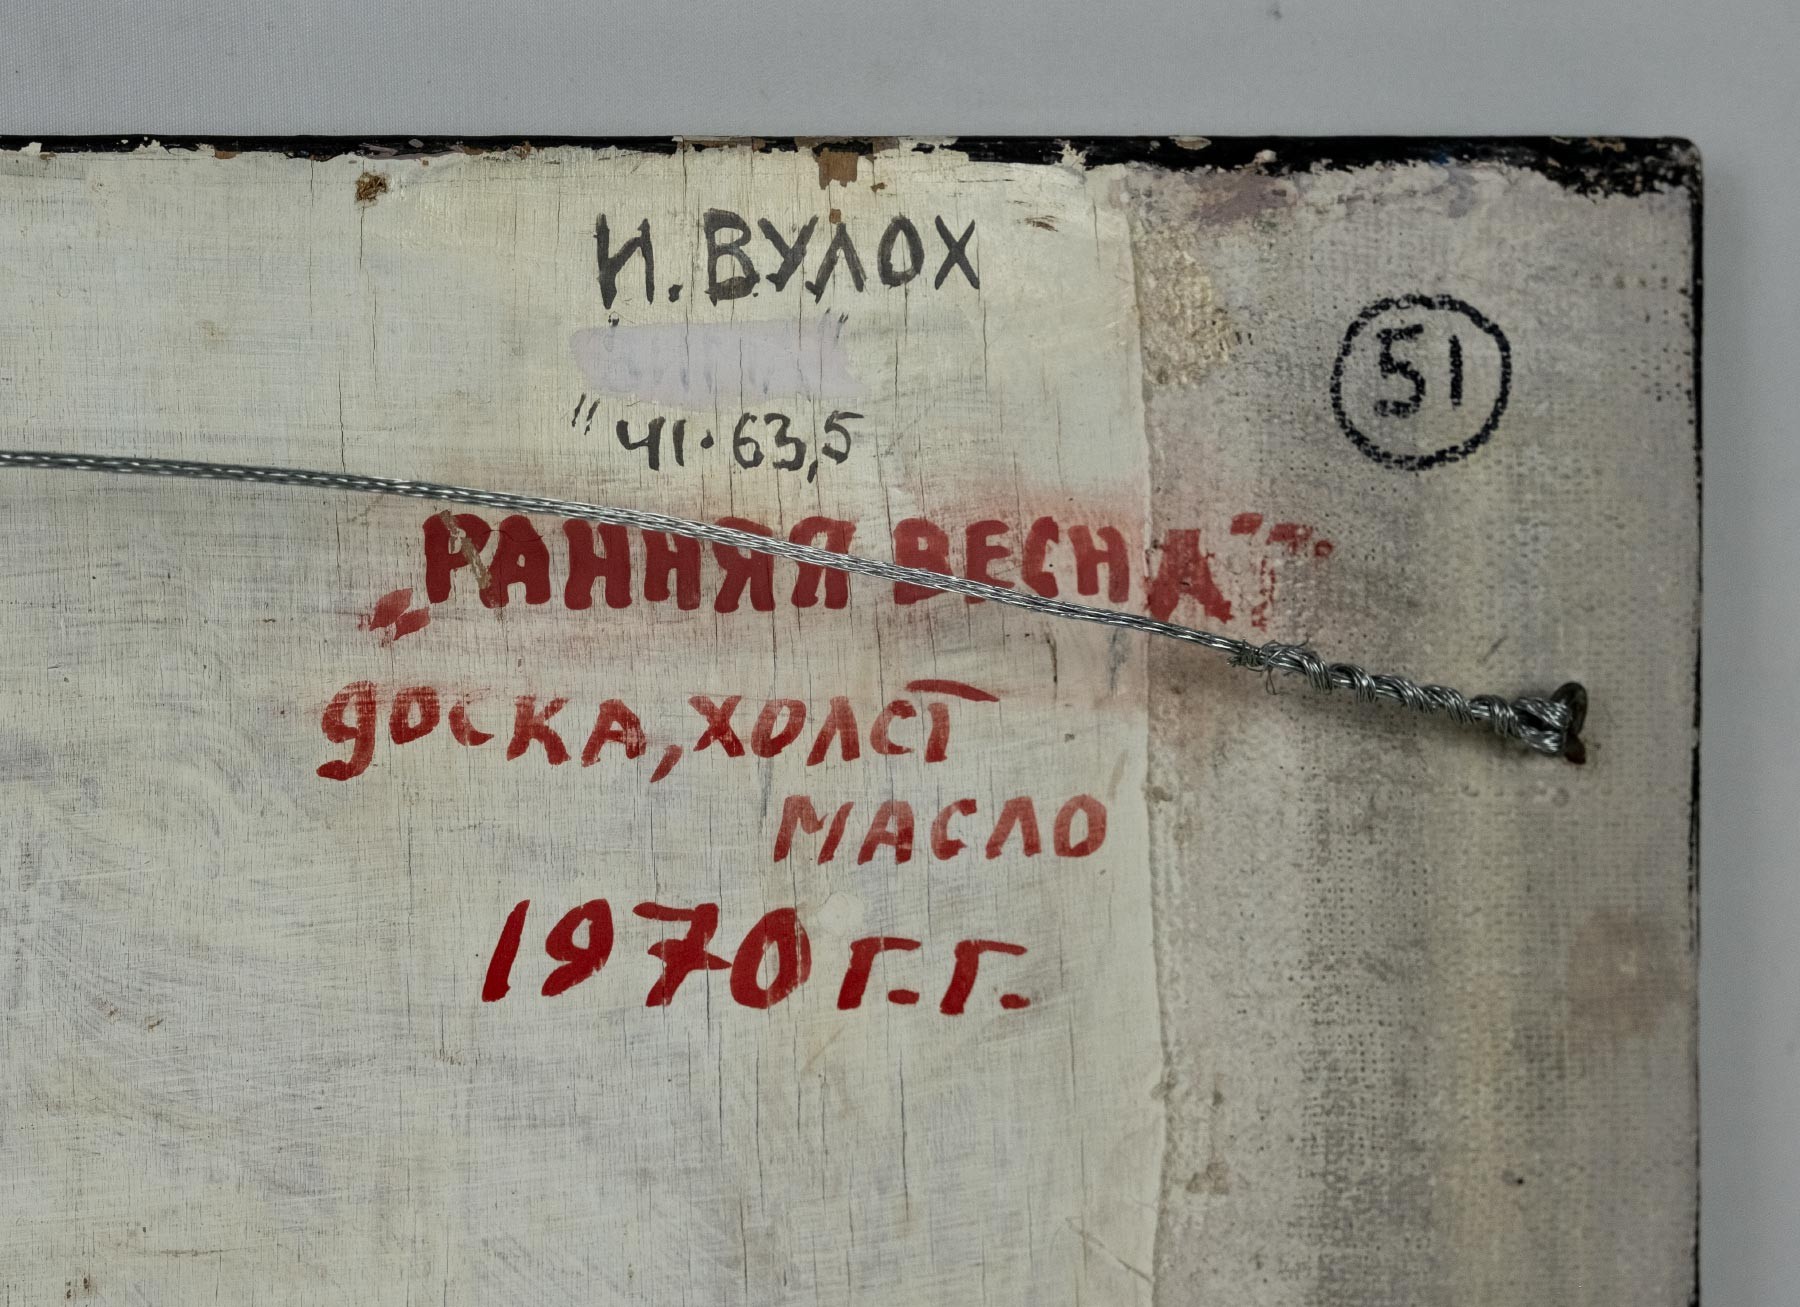 И. ВУЛОХ
51
41·63,5
„РАННЯЯ ВЕСНА"
доска, холст
масло
1970 г.г.